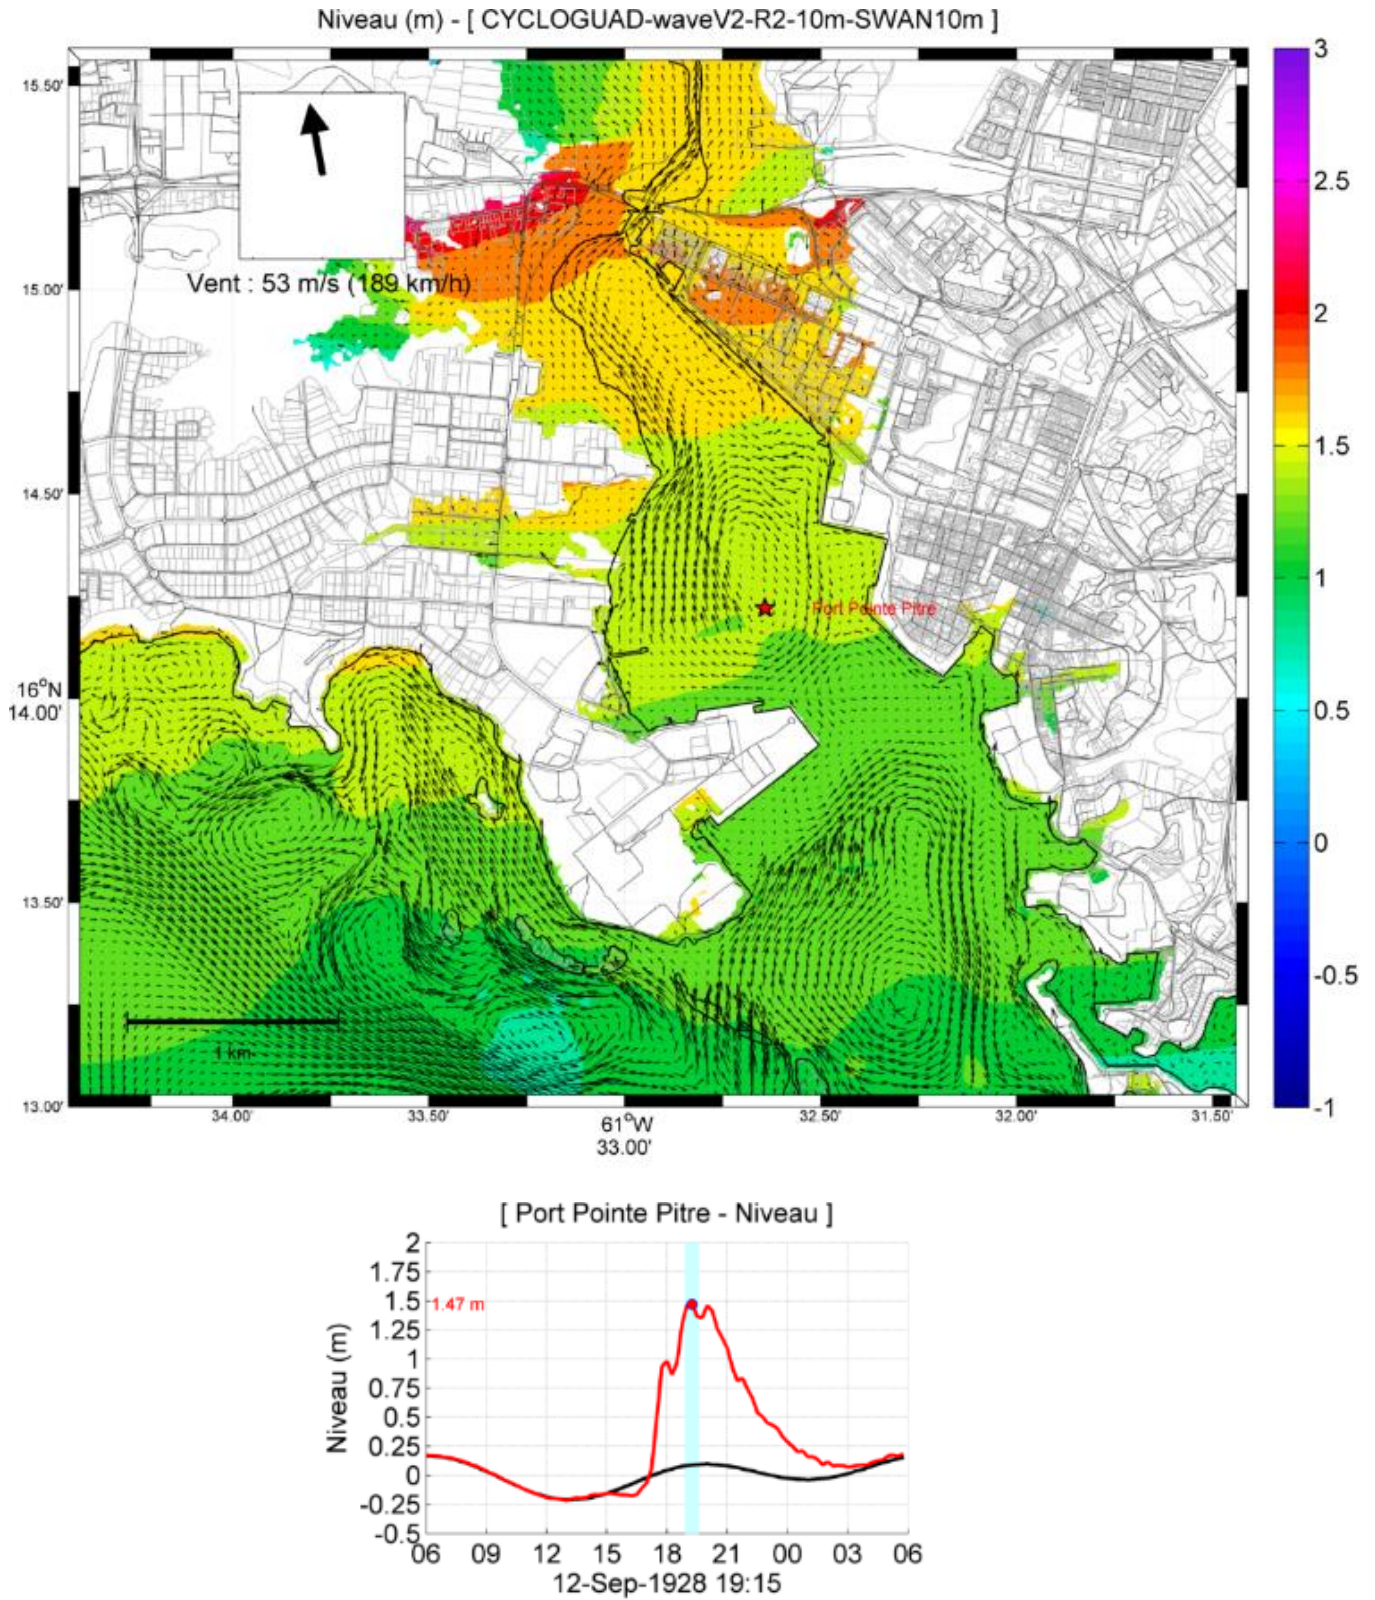 Niveau (m) - [ CYCLOGUAD-waveV2-R2-10m-SWAN10m ]
15.50'
15.00'
14.50'
16°N
14.00'
13.50'
13.00'
Vent : 53 m/s (189 km/h)
Port Pointe Pitre
1 km
34.00'
33.50'
61°W
33.00'
32.50'
32.00'
31.50'
3
2.5
2
1.5
1
0.5
0
-0.5
-1
[ Port Pointe Pitre - Niveau ]
Niveau (m)
2
1.75
1.5
1.25
1
0.75
0.5
0.25
0
-0.25
-0.5
1.47 m
06 09 12 15 18 21 00 03 06
12-Sep-1928 19:15